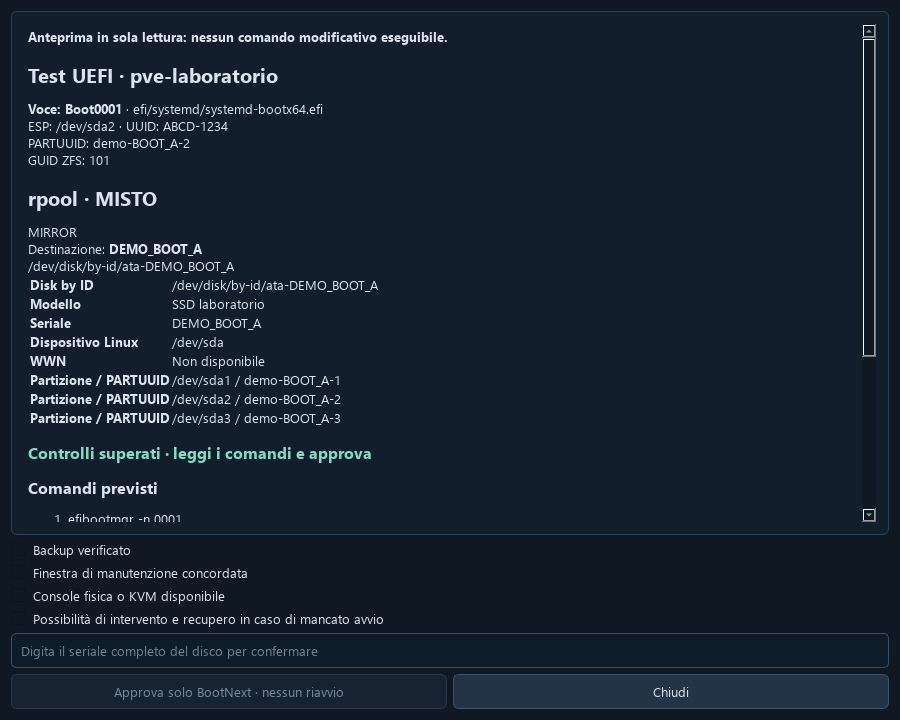 Anteprima in sola lettura: nessun comando modificativo eseguibile.
Test UEFI · pve-laboratorio
Voce: Boot0001 · efi/systemd/systemd-bootx64.efi
ESP: /dev/sda2 · UUID: ABCD-1234
PARTUUID: demo-BOOT_A-2
GUID ZFS: 101
rpool · MISTO
MIRROR
Destinazione: DEMO_BOOT_A
/dev/disk/by-id/ata-DEMO_BOOT_A
Disk by ID /dev/disk/by-id/ata-DEMO_BOOT_A
Modello SSD laboratorio
Seriale DEMO_BOOT_A
Dispositivo Linux /dev/sda
WWN Non disponibile
Partizione / PARTUUID /dev/sda1 / demo-BOOT_A-1
Partizione / PARTUUID /dev/sda2 / demo-BOOT_A-2
Partizione / PARTUUID /dev/sda3 / demo-BOOT_A-3
Controlli superati · leggi i comandi e approva
Comandi previsti
1. efibootmgr -n 0001
Backup verificato
Finestra di manutenzione concordata
Console fisica o KVM disponibile
Possibilità di intervento e recupero in caso di mancato avvio
Digita il seriale completo del disco per confermare
Approva solo BootNext · nessun riavvio
Chiudi